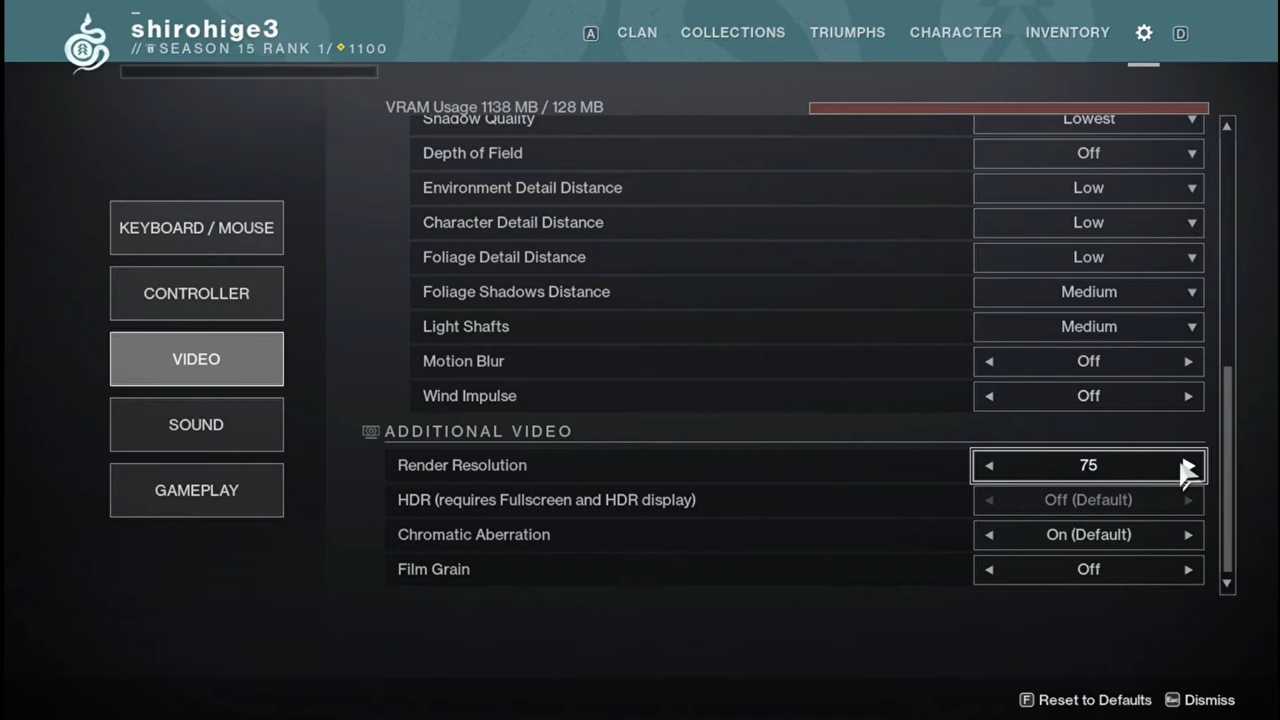 shirohige3
// SEASON 15 RANK 1/ 1100
A CLAN COLLECTIONS TRIUMPHS CHARACTER INVENTORY D
VRAM Usage 1138 MB / 128 MB
Shadow Quality Lowest
Depth of Field Off
Environment Detail Distance Low
Character Detail Distance Low
Foliage Detail Distance Low
Foliage Shadows Distance Medium
Light Shafts Medium
Motion Blur Off
Wind Impulse Off
KEYBOARD / MOUSE
CONTROLLER
VIDEO
SOUND
GAMEPLAY
ADDITIONAL VIDEO
Render Resolution 75
HDR (requires Fullscreen and HDR display) Off (Default)
Chromatic Aberration On (Default)
Film Grain Off
F Reset to Defaults Esc Dismiss